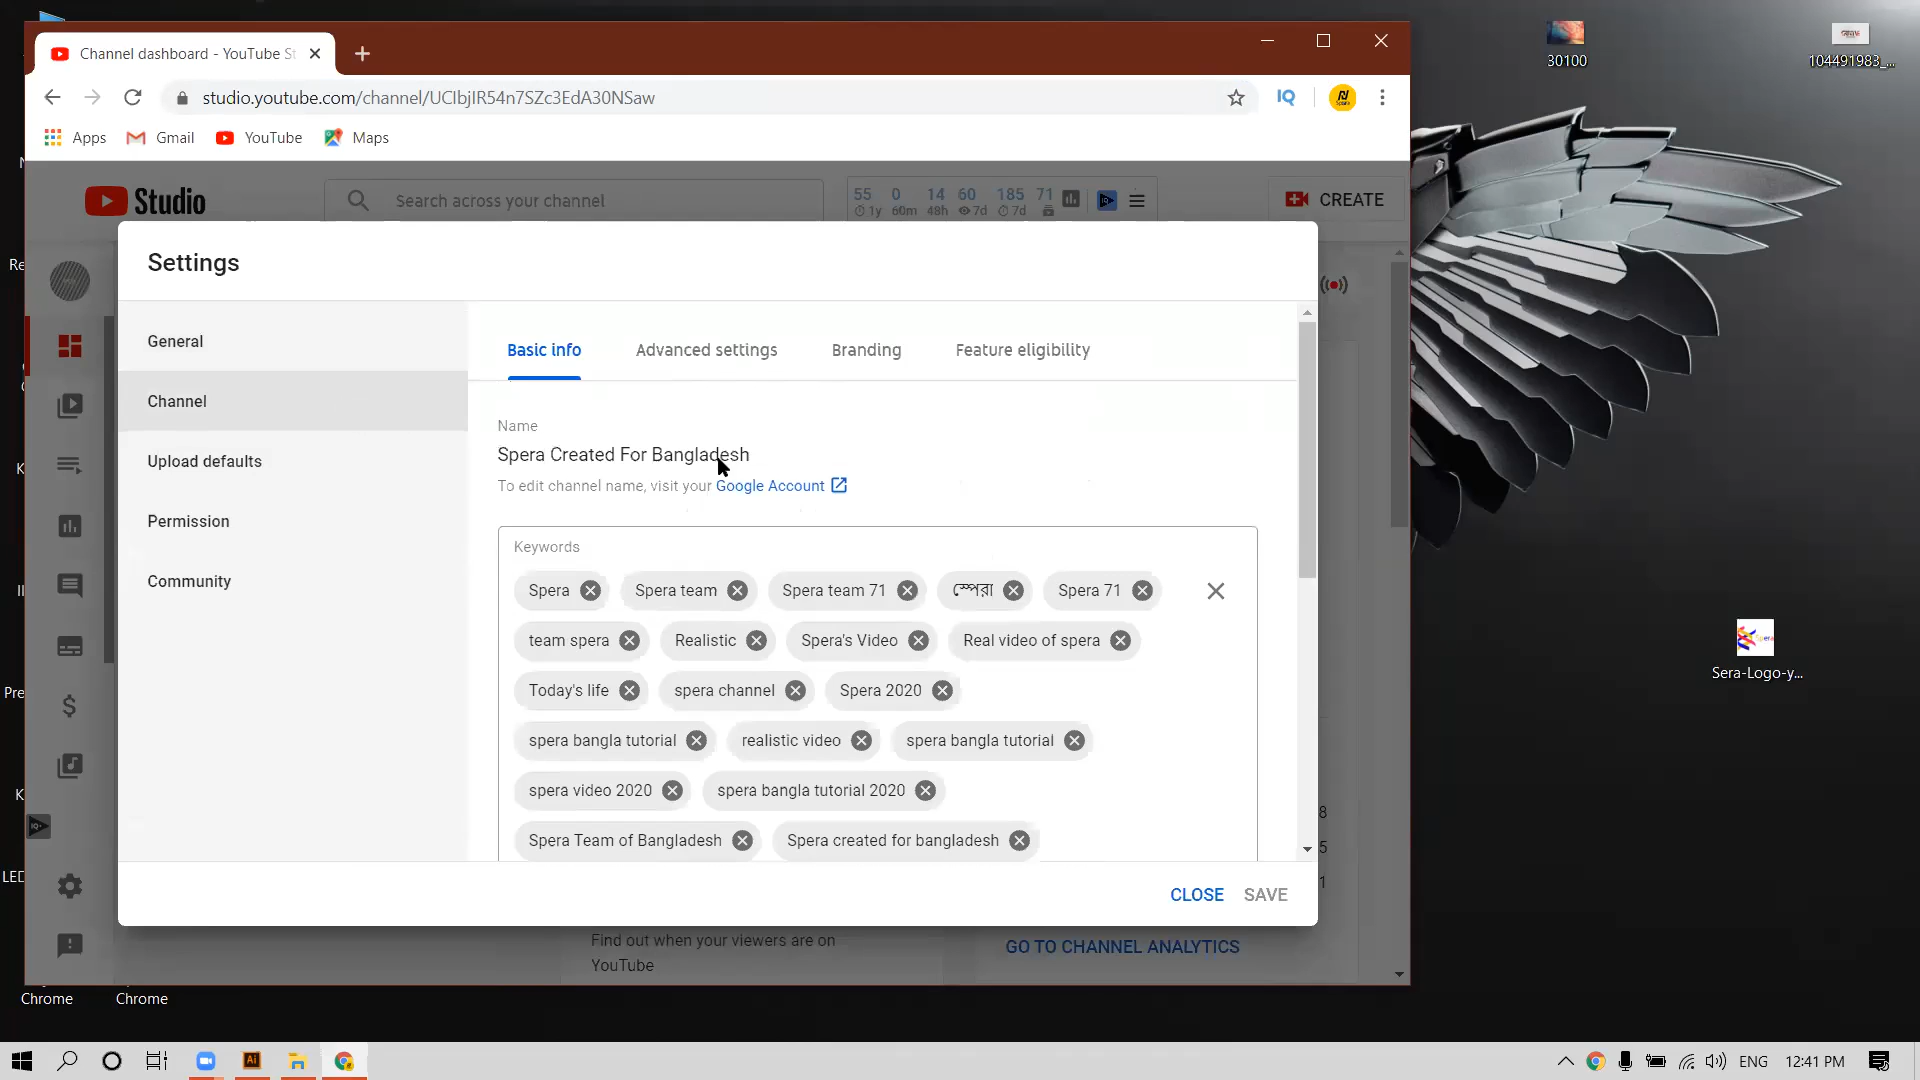 Channel dashboard - YouTube St
studio.youtube.com/channel/UCIbjIR54n7SZc3EdA30NSaw
IQ
Apps Gmail YouTube Maps
Studio
Search across your channel
55 0 14 60 185 71
1y 60m 48h 7d 7d
CREATE
30100
104491983_...
Settings
General
Channel
Upload defaults
Permission
Community
Basic info Advanced settings Branding Feature eligibility
Name
Spera Created For Bangladesh
To edit channel name, visit your Google Account
Keywords
Spera Spera team Spera team 71 স্পেরা Spera 71
team spera Realistic Spera's Video Real video of spera
Today's life spera channel Spera 2020
spera bangla tutorial realistic video spera bangla tutorial
spera video 2020 spera bangla tutorial 2020
Spera Team of Bangladesh Spera created for bangladesh
CLOSE SAVE
Find out when your viewers are on
YouTube
GO TO CHANNEL ANALYTICS
Sera-Logo-y...
Re
Pre
LED
Chrome Chrome
Ai
ENG 12:41 PM